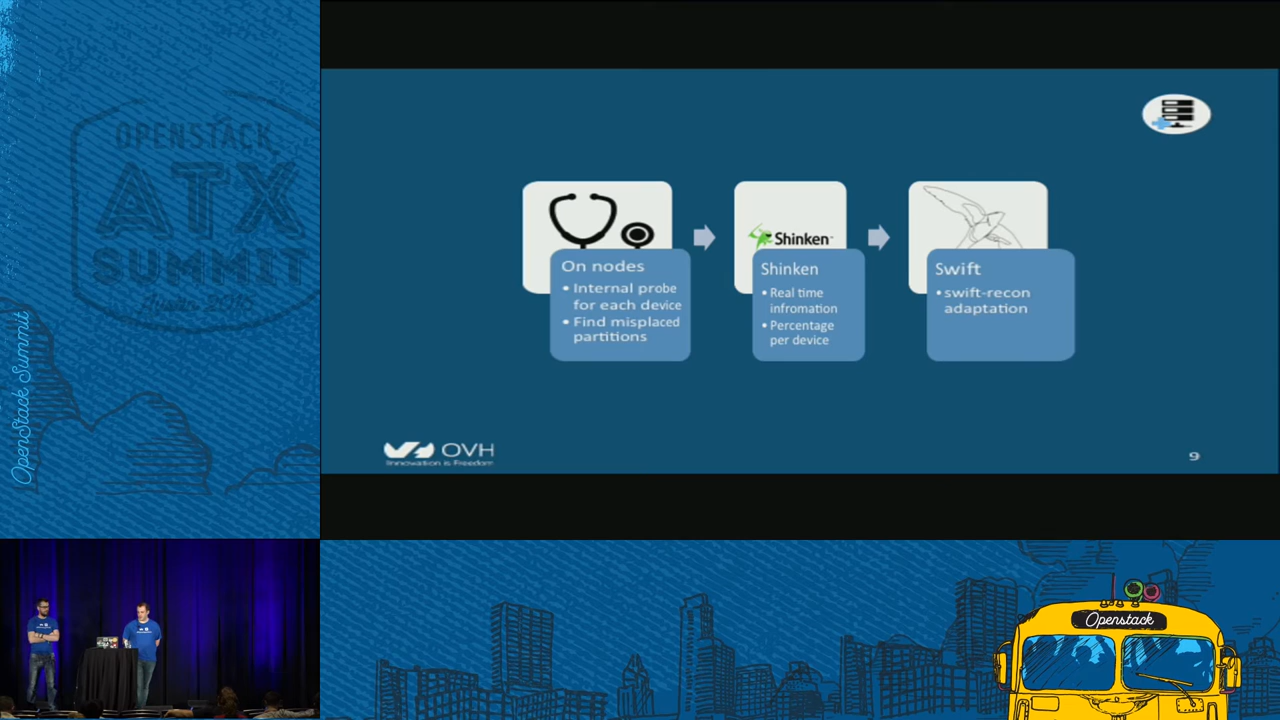 OPENSTACK
ATX
SUMMIT
Austin 2016
OpenStack Summit
On nodes
• Internal probe
for each device
• Find misplaced
partitions
Shinken
Shinken
• Real time
infromation
• Percentage
per device
Swift
• swift-recon
adaptation
OVH
Innovation is Freedom
9
Openstack